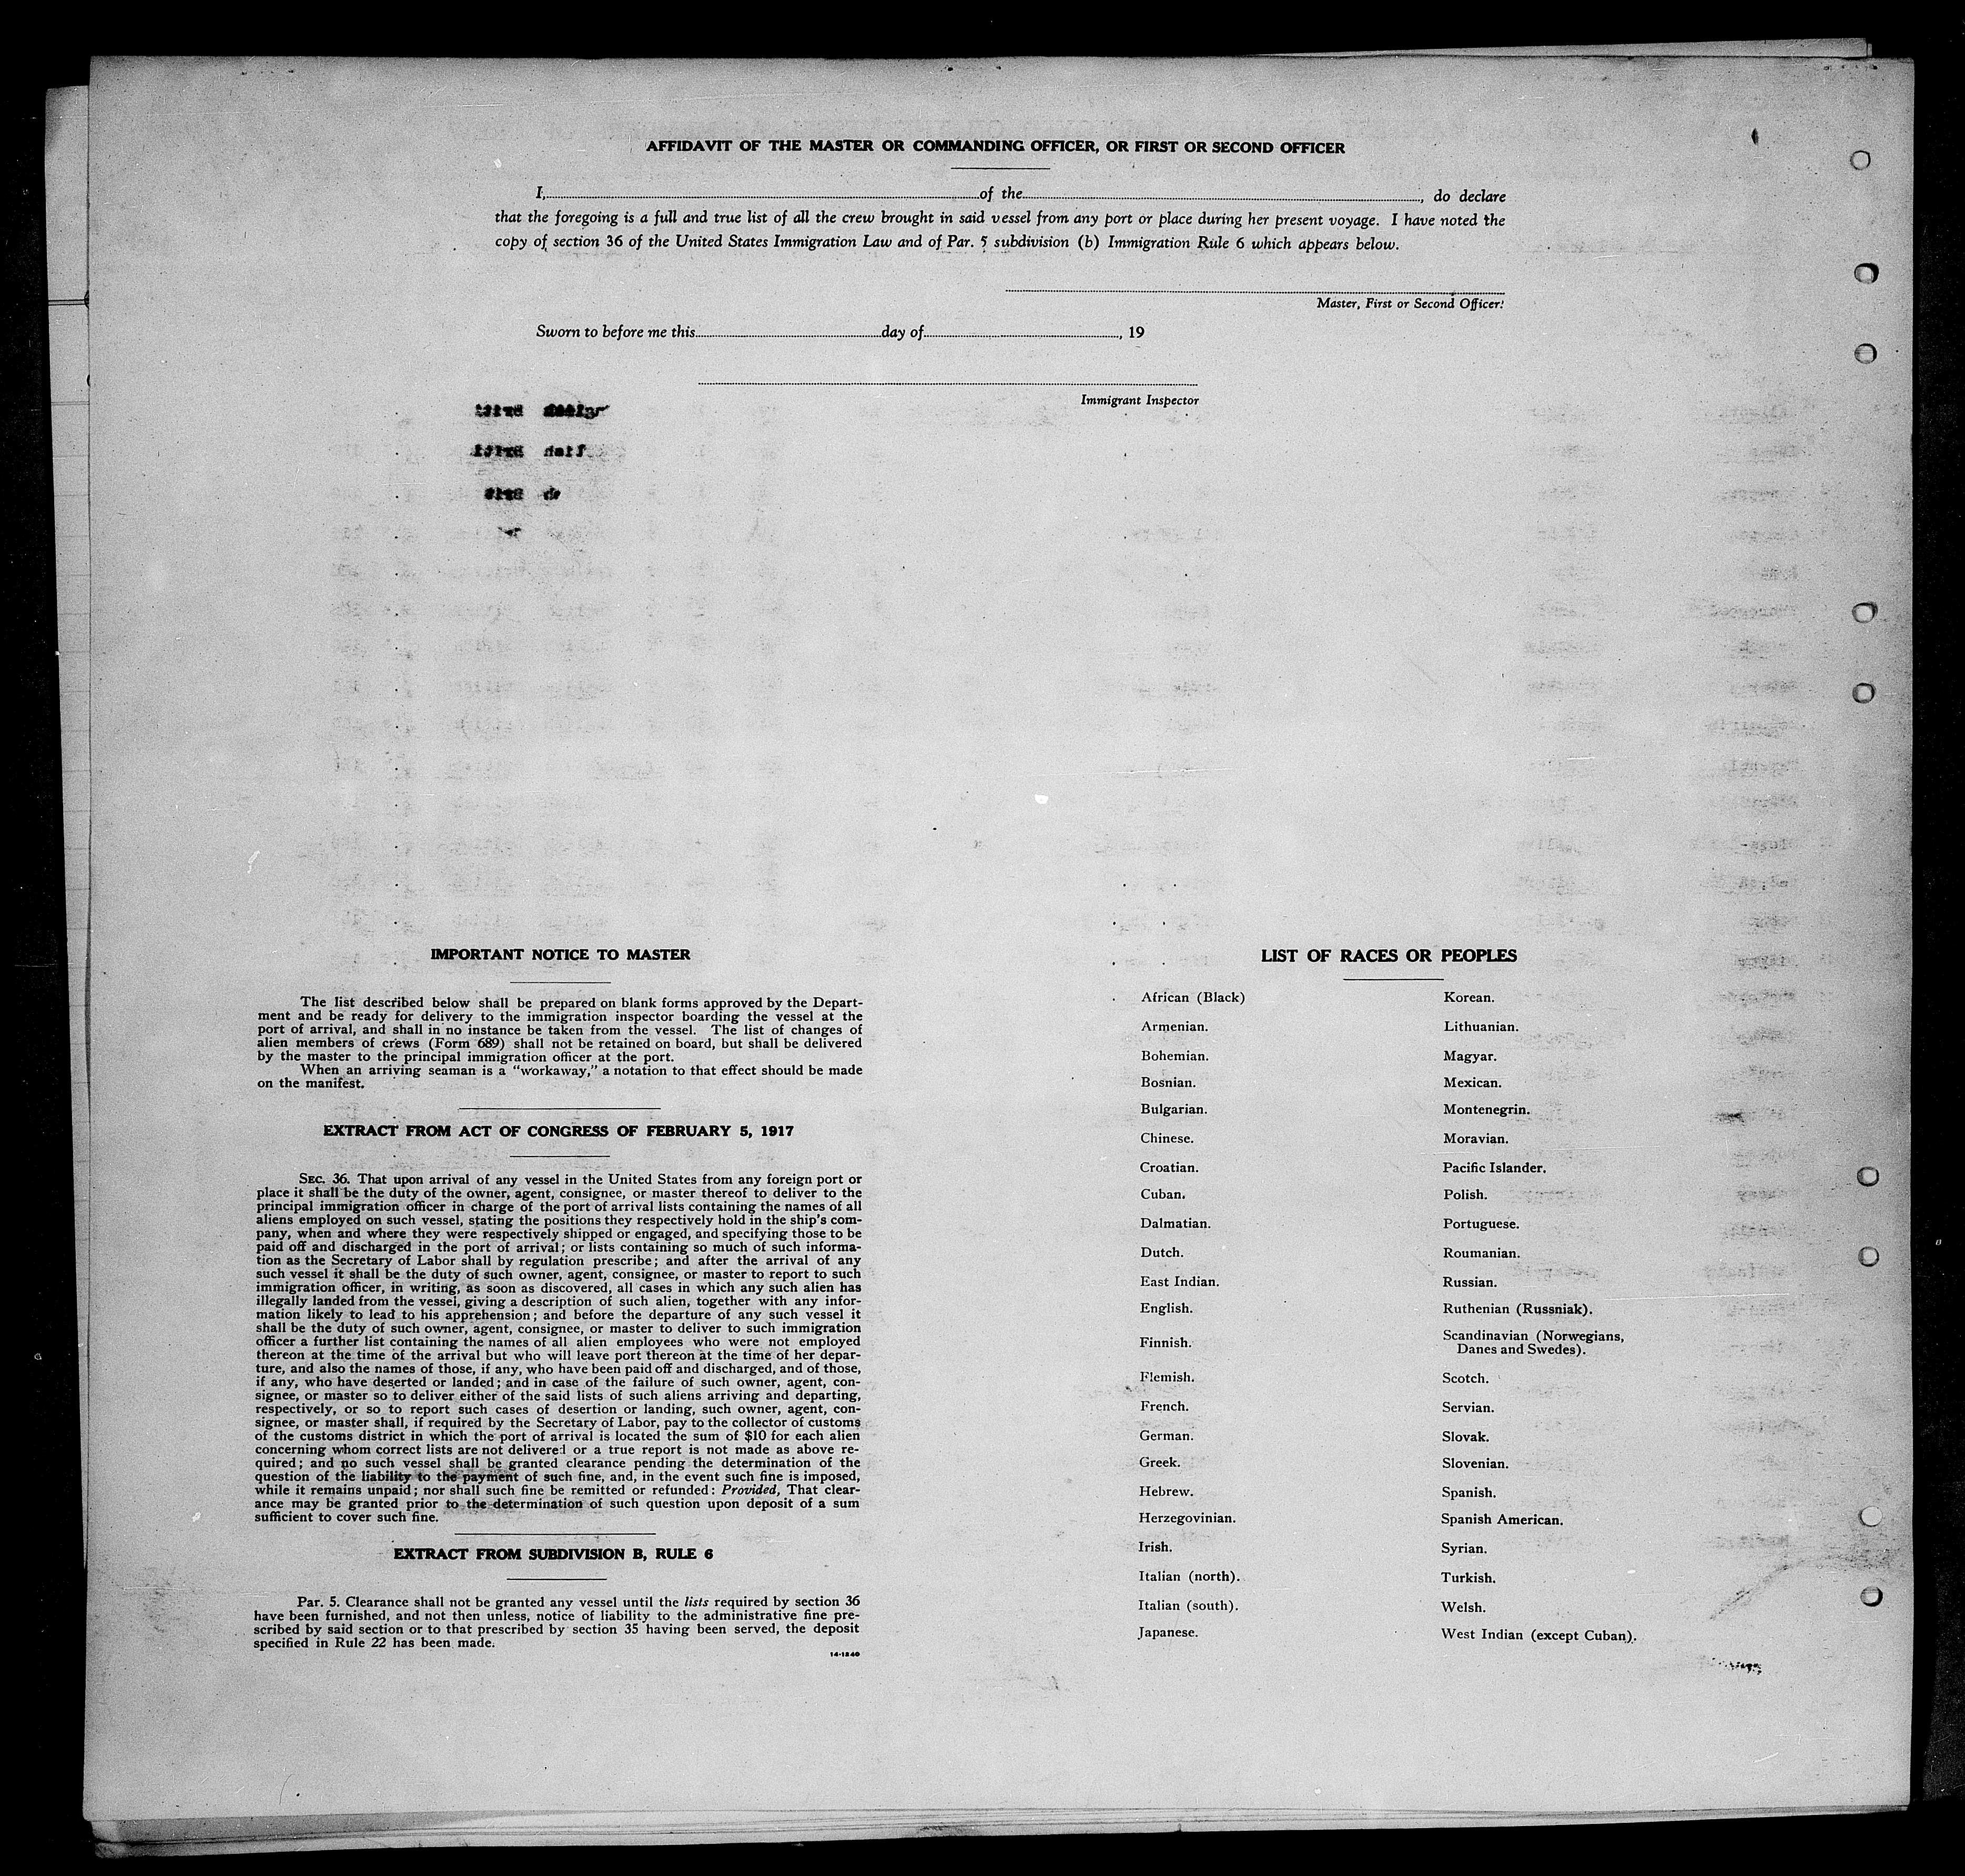 AFFIDAVIT OF THE MASTER OR COMMANDING OFFICER, OR FIRST OR SECOND OFFICER
I, of the , do declare
that the foregoing is a full and true list of all the crew brought in said vessel from any port or place during her present voyage. I have noted the
copy of section 36 of the United States Immigration Law and of Par. 5 subdivision (b) Immigration Rule 6 which appears below.
Master, First or Second Officer.
Sworn to before me this day of , 19
Immigrant Inspector
IMPORTANT NOTICE TO MASTER
The list described below shall be prepared on blank forms approved by the Depart-
ment and be ready for delivery to the immigration inspector boarding the vessel at the
port of arrival, and shall in no instance be taken from the vessel. The list of changes of
alien members of crews (Form 689) shall not be retained on board, but shall be delivered
by the master to the principal immigration officer at the port.
When an arriving seaman is a "workaway," a notation to that effect should be made
on the manifest.
EXTRACT FROM ACT OF CONGRESS OF FEBRUARY 5, 1917
SEC. 36. That upon arrival of any vessel in the United States from any foreign port or
place it shall be the duty of the owner, agent, consignee, or master thereof to deliver to the
principal immigration officer in charge of the port of arrival lists containing the names of all
aliens employed on such vessel, stating the positions they respectively hold in the ship's com-
pany, when and where they were respectively shipped or engaged, and specifying those to be
paid off and discharged in the port of arrival; or lists containing so much of such informa-
tion as the Secretary of Labor shall by regulation prescribe; and after the arrival of any
such vessel it shall be the duty of such owner, agent, consignee, or master to report to such
immigration officer, in writing, as soon as discovered, all cases in which any such alien has
illegally landed from the vessel, giving a description of such alien, together with any infor-
mation likely to lead to his apprehension; and before the departure of any such vessel it
shall be the duty of such owner, agent, consignee, or master to deliver to such immigration
officer a further list containing the names of all alien employees who were not employed
thereon at the time of the arrival but who will leave port thereon at the time of her depar-
ture, and also the names of those, if any, who have been paid off and discharged, and of those,
if any, who have deserted or landed; and in case of the failure of such owner, agent, con-
signee, or master so to deliver either of the said lists of such aliens arriving and departing,
respectively, or so to report such cases of desertion or landing, such owner, agent, con-
signee, or master shall, if required by the Secretary of Labor, pay to the collector of customs
of the customs district in which the port of arrival is located the sum of $10 for each alien
concerning whom correct lists are not delivered or a true report is not made as above re-
quired; and no such vessel shall be granted clearance pending the determination of the
question of the liability to the payment of such fine, and, in the event such fine is imposed,
while it remains unpaid; nor shall such fine be remitted or refunded: Provided, That clear-
ance may be granted prior to the determination of such question upon deposit of a sum
sufficient to cover such fine.
EXTRACT FROM SUBDIVISION B, RULE 6
Par. 5. Clearance shall not be granted any vessel until the lists required by section 36
have been furnished, and not then unless, notice of liability to the administrative fine pre-
scribed by said section or to that prescribed by section 35 having been served, the deposit
specified in Rule 22 has been made.
14-1240
LIST OF RACES OR PEOPLES
African (Black)
Armenian.
Bohemian.
Bosnian.
Bulgarian.
Chinese.
Croatian.
Cuban.
Dalmatian.
Dutch.
East Indian.
English.
Finnish.
Flemish.
French.
German.
Greek.
Hebrew.
Herzegovinian.
Irish.
Italian (north).
Italian (south).
Japanese.
Korean.
Lithuanian.
Magyar.
Mexican.
Montenegrin.
Moravian.
Pacific Islander.
Polish.
Portuguese.
Roumanian.
Russian.
Ruthenian (Russniak).
Scandinavian (Norwegians,
Danes and Swedes).
Scotch.
Servian.
Slovak.
Slovenian.
Spanish.
Spanish American.
Syrian.
Turkish.
Welsh.
West Indian (except Cuban).